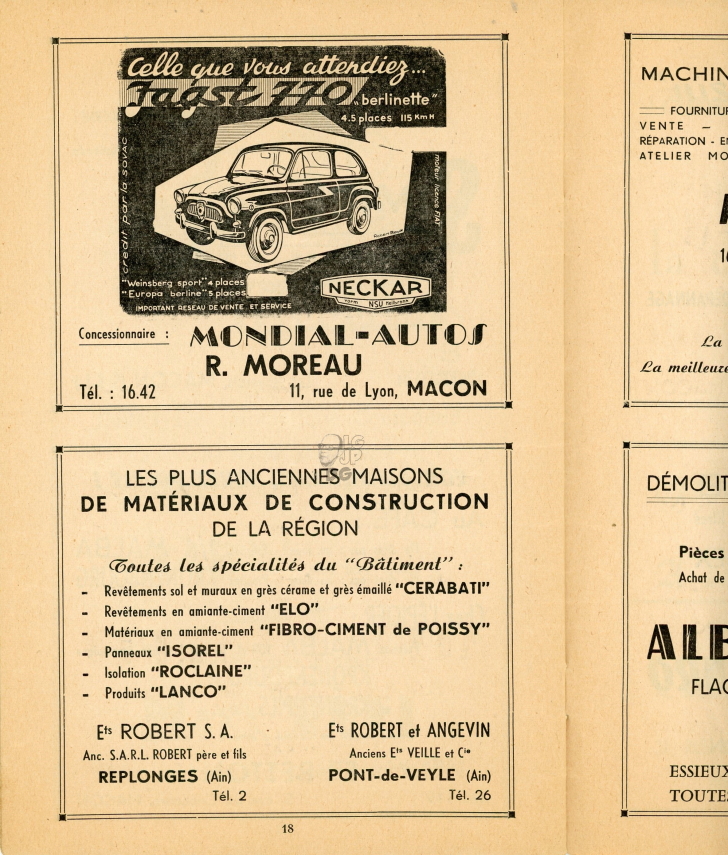 Celle que vous attendiez...
Jagst 770 "berlinette"
4.5 places 115 Km H
crédit par la SOVAC
moteur licence FIAT
"Weinsberg sport" 4 places
"Europa berline" 5 places
NECKAR
NSU
IMPORTANT RESEAU DE VENTE ET SERVICE
Concessionnaire :
MONDIAL-AUTOS
R. MOREAU
Tél. : 16.42
11, rue de Lyon, MACON
LES PLUS ANCIENNES MAISONS
DE MATÉRIAUX DE CONSTRUCTION
DE LA RÉGION
Toutes les spécialités du "Bâtiment" :
- Revêtements sol et muraux en grès cérame et grès émaillé "CERABATI"
- Revêtements en amiante-ciment "ELO"
- Matériaux en amiante-ciment "FIBRO-CIMENT de POISSY"
- Panneaux "ISOREL"
- Isolation "ROCLAINE"
- Produits "LANCO"
Ets ROBERT S. A.
Anc. S.A.R.L. ROBERT père et fils
REPLONGES (Ain)
Tél. 2
Ets ROBERT et ANGEVIN
Anciens Ets VEILLE et Cie
PONT-de-VEYLE (Ain)
Tél. 26
18
MACHIN
FOURNITUR
VENTE –
RÉPARATION - E
ATELIER MO
La
La meilleure
DÉMOLIT
Pièces
Achat de
ALB
FLAC
ESSIEUX
TOUTE